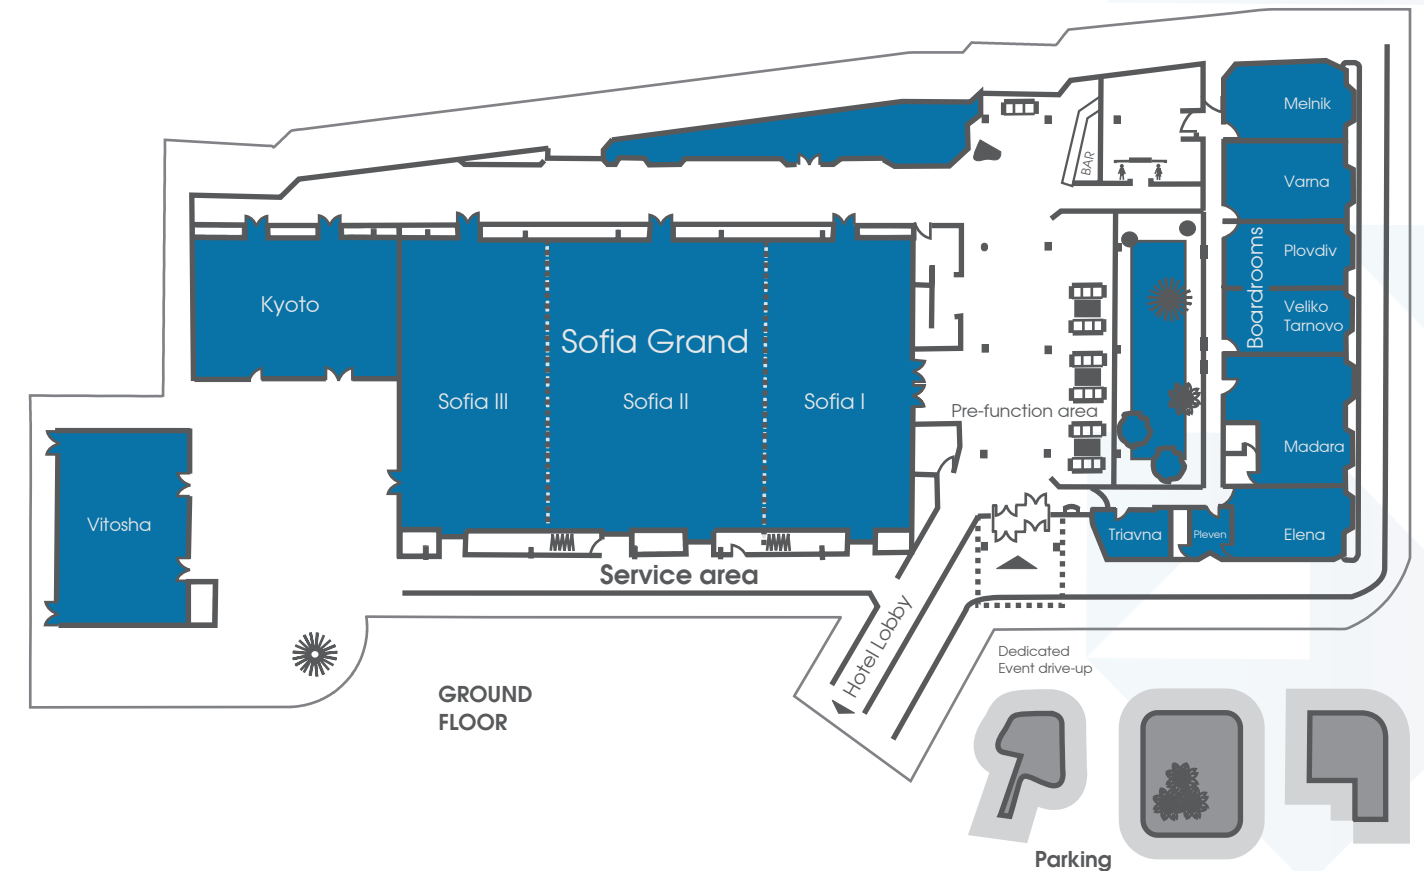 Melnik
BAR
Varna
Boardrooms
Plovdiv
Veliko
Tarnovo
Kyoto
Sofia Grand
Sofia III
Sofia II
Sofia I
Pre-function area
Madara
Vitosha
Triavna
Pleven
Elena
Service area
Hotel Lobby
Dedicated
Event drive-up
GROUND
FLOOR
Parking